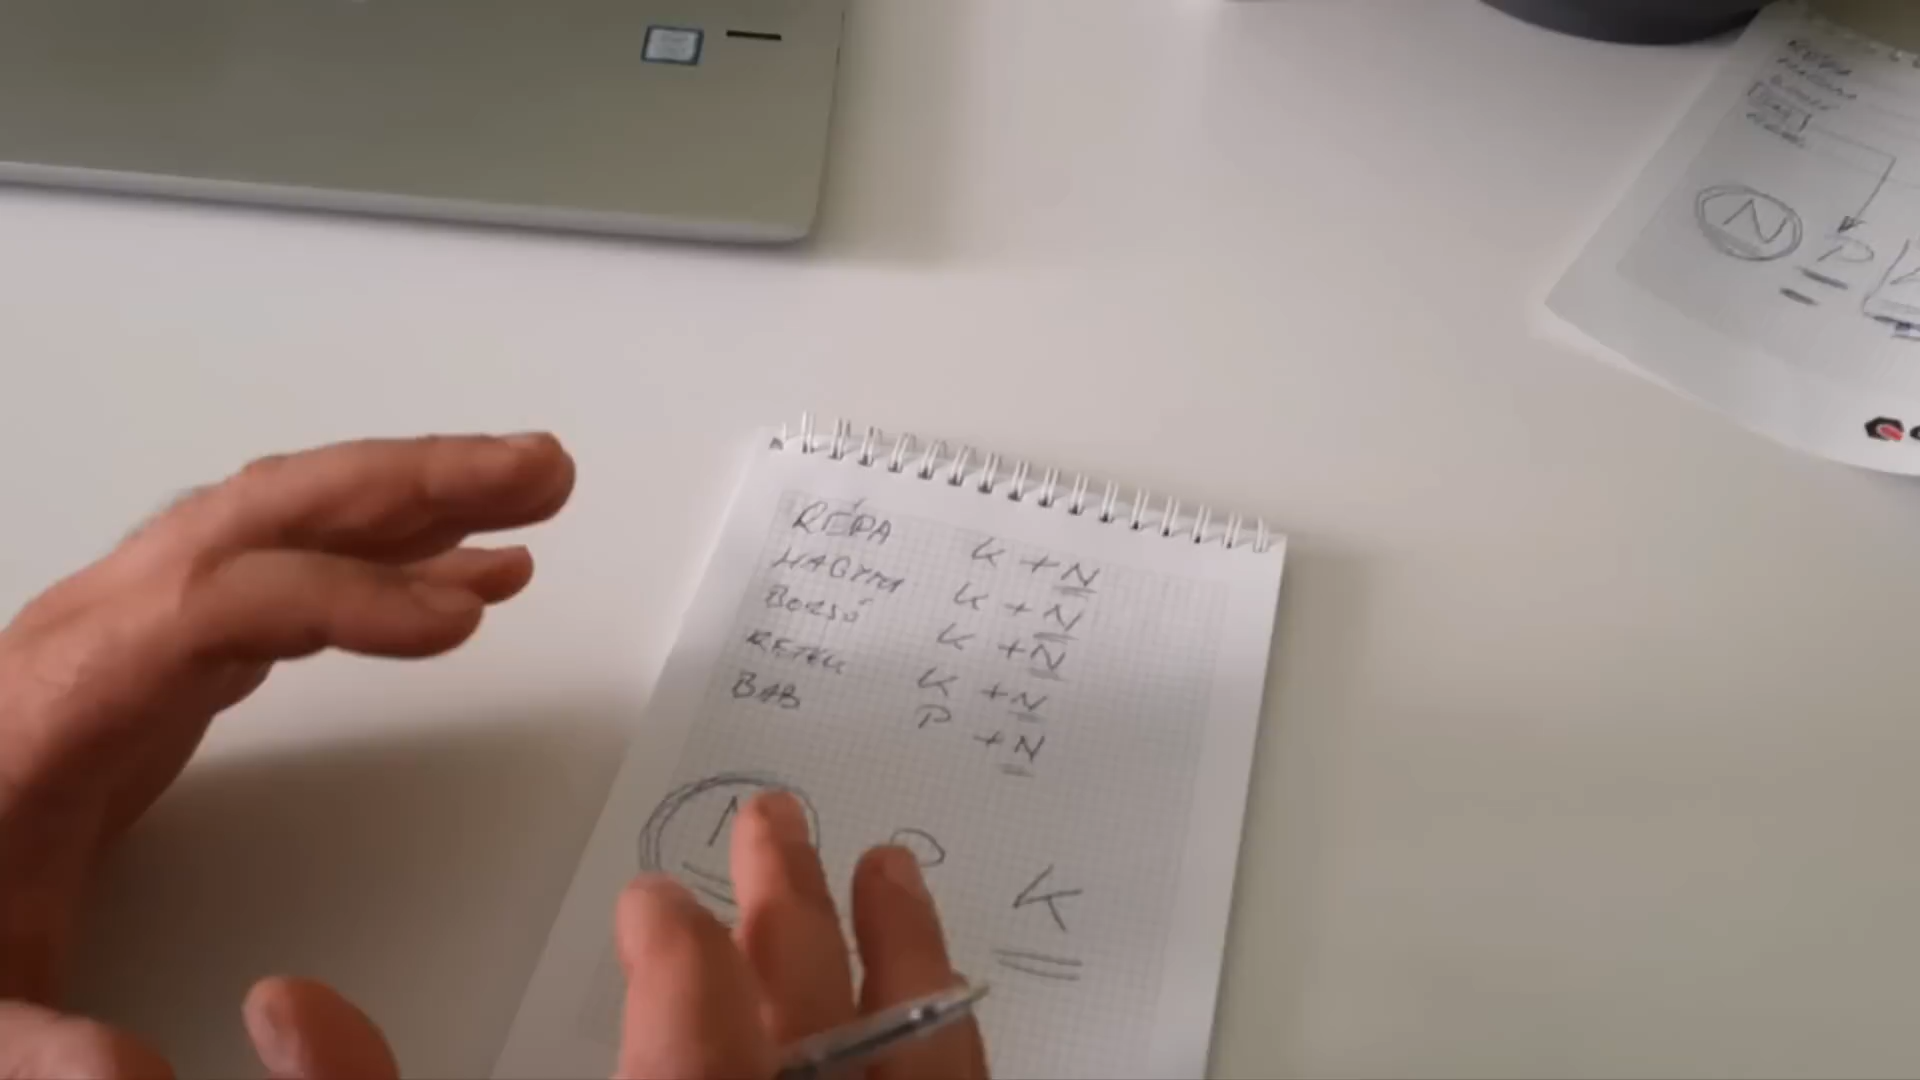 RÉPA K + N
HAGYMA K + N
BORSÓ K + N
RETEK K + N
BAB P + N
N P K
N P K